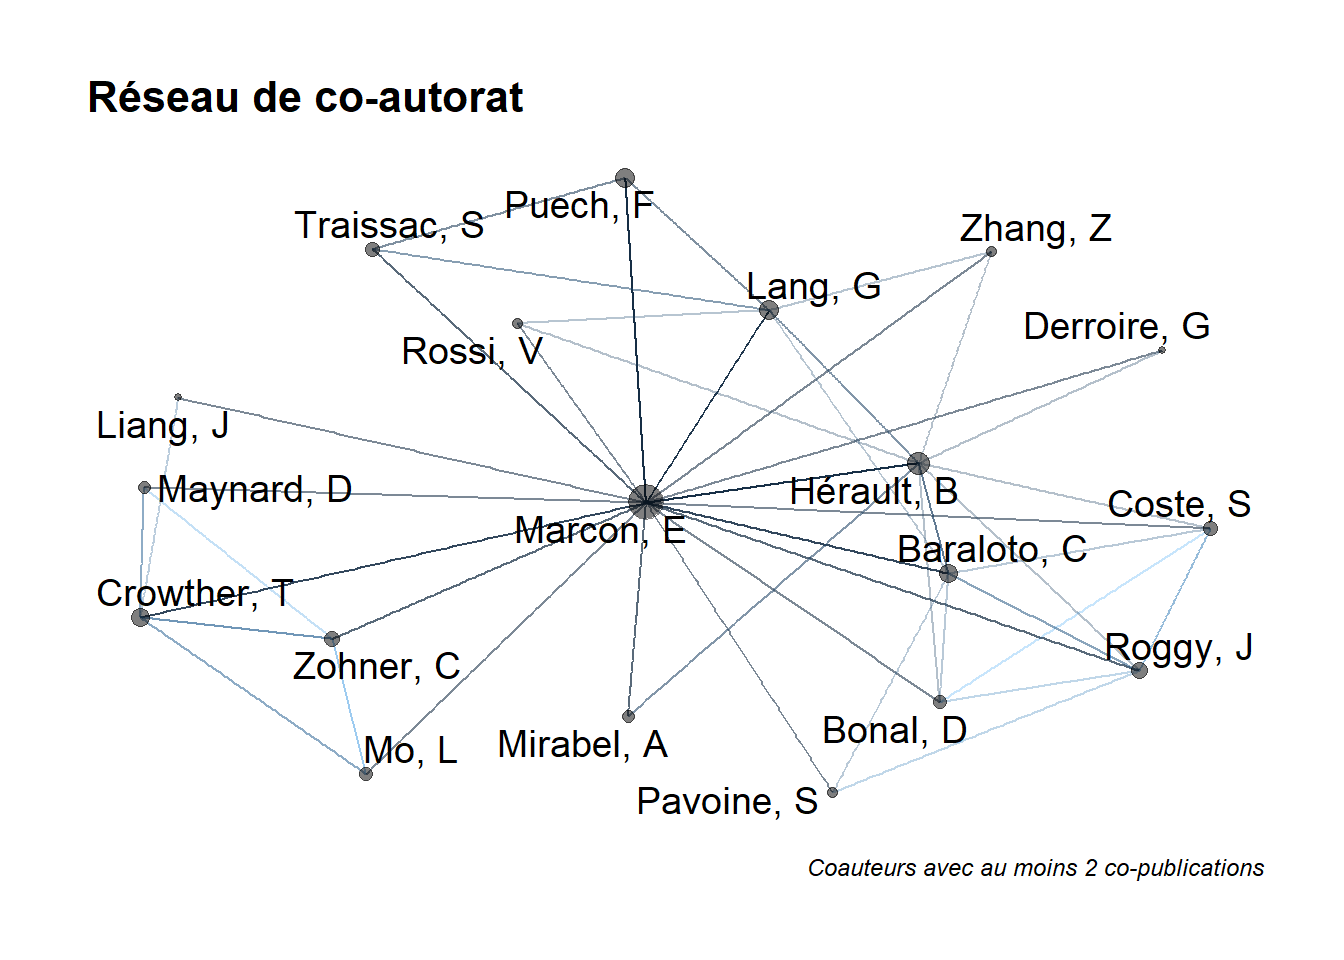 Réseau de co-autorat
Puech, F
Traissac, S
Zhang, Z
Lang, G
Derroire, G
Rossi, V
Liang, J
Maynard, D
Hérault, B
Coste, S
Marcon, E
Baraloto, C
Crowther, T
Roggy, J
Zohner, C
Bonal, D
Mirabel, A
Mo, L
Pavoine, S
Coauteurs avec au moins 2 co-publications